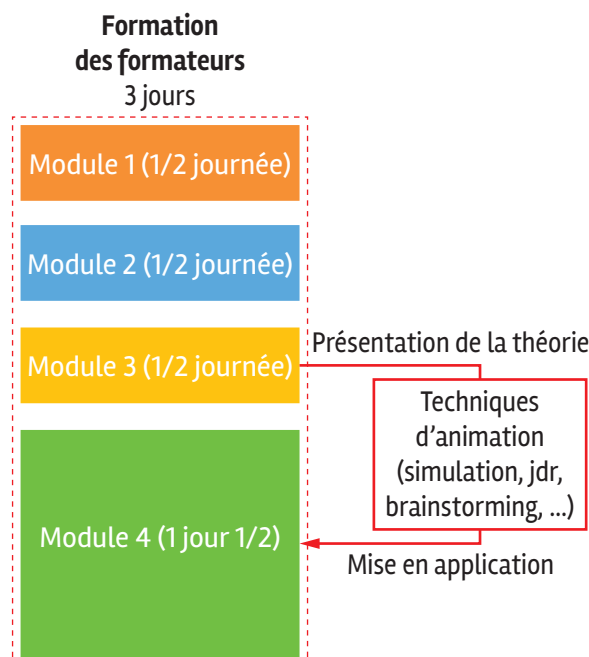 Formation
des formateurs
3 jours
Module 1 (1/2 journée)
Module 2 (1/2 journée)
Module 3 (1/2 journée)
Présentation de la théorie
Techniques
d’animation
(simulation, jdr,
brainstorming, ...)
Module 4 (1 jour 1/2)
Mise en application